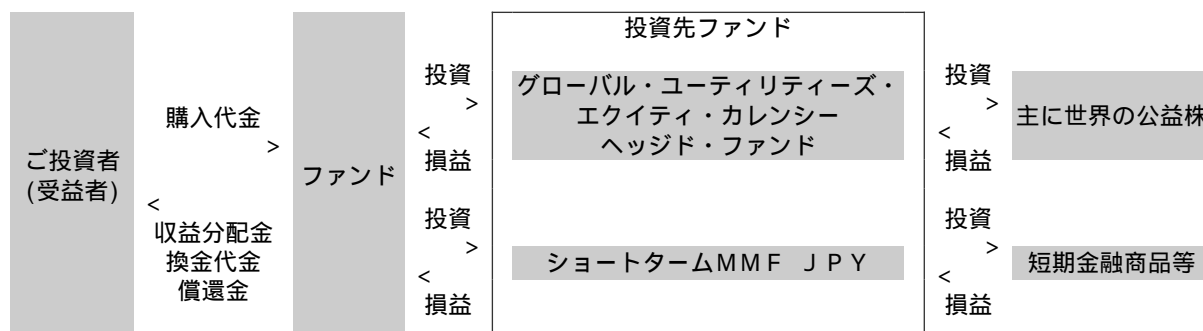 投資先ファンド
ご投資者
(受益者)
購入代金
>
<
収益分配金
換金代金
償還金
ファンド
投資
>
<
損益
グローバル・ユーティリティーズ・
エクイティ・カレンシー
ヘッジド・ファンド
投資
>
<
損益
主に世界の公益株
投資
>
<
損益
ショートタームＭＭＦ　ＪＰＹ
投資
>
<
損益
短期金融商品等